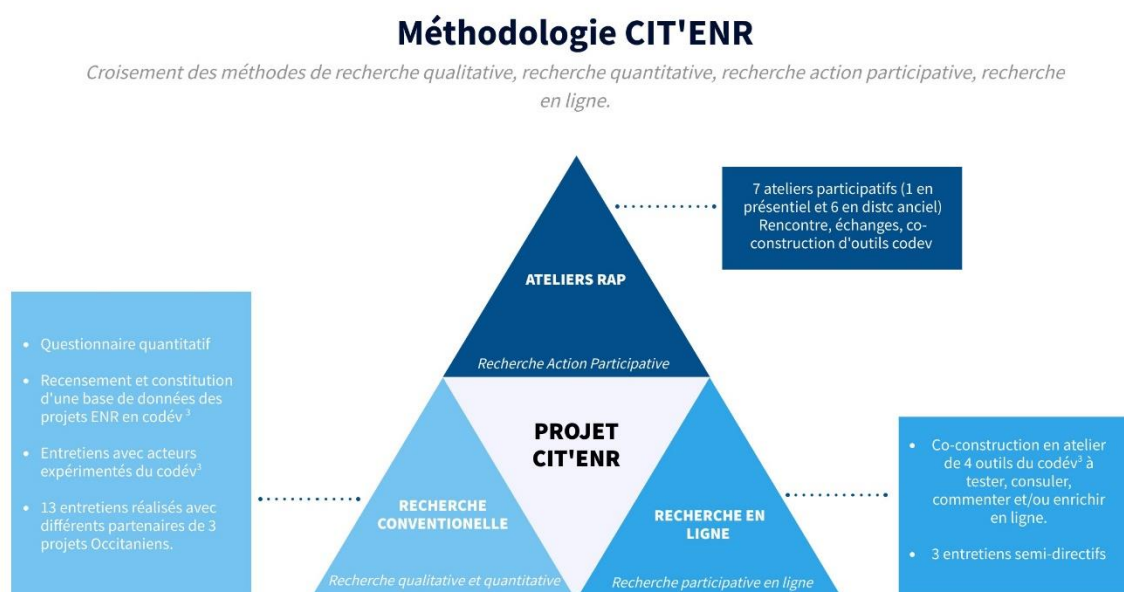 Méthodologie CIT'ENR
Croisement des méthodes de recherche qualitative, recherche quantitative, recherche action participative, recherche
en ligne.
7 ateliers participatifs (1 en
présentiel et 6 en distc anciel)
Rencontre, échanges, co-
construction d'outils codev
ATELIERS RAP
Recherche Action Participative
• Questionnaire quantitatif
• Recensement et constitution
d'une base de données des
projets ENR en codév ³
• Entretiens avec acteurs
expérimentés du codév³
• 13 entretiens réalisés avec
différents partenaires de 3
projets Occitaniens.
PROJET
CIT'ENR
RECHERCHE
CONVENTIONELLE
Recherche qualitative et quantitative
RECHERCHE EN
LIGNE
Recherche participative en ligne
• Co-construction en atelier
de 4 outils du codév³ à
tester, consuler,
commenter et/ou enrichir
en ligne.
• 3 entretiens semi-directifs